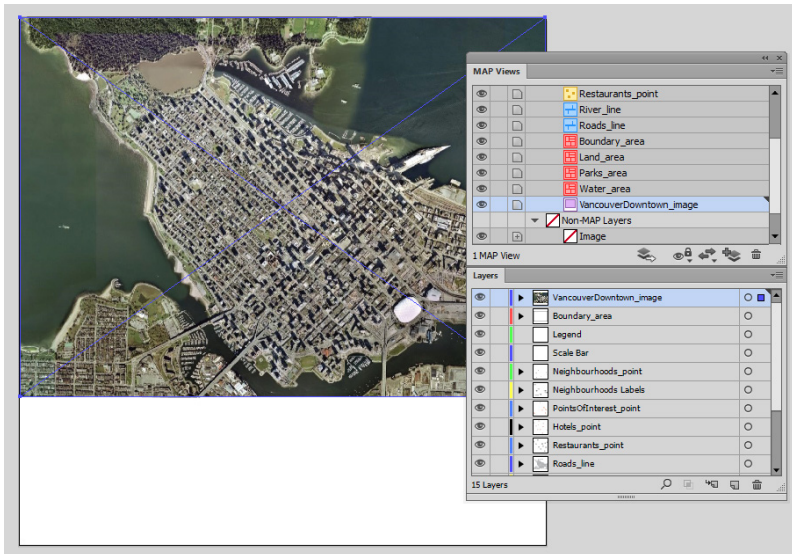 MAP Views
Restaurants_point
River_line
Roads_line
Boundary_area
Land_area
Parks_area
Water_area
VancouverDowntown_image
Non-MAP Layers
Image
1 MAP View
Layers
VancouverDowntown_image
Boundary_area
Legend
Scale Bar
Neighbourhoods_point
Neighbourhoods Labels
PointsOfInterest_point
Hotels_point
Restaurants_point
Roads_line
15 Layers